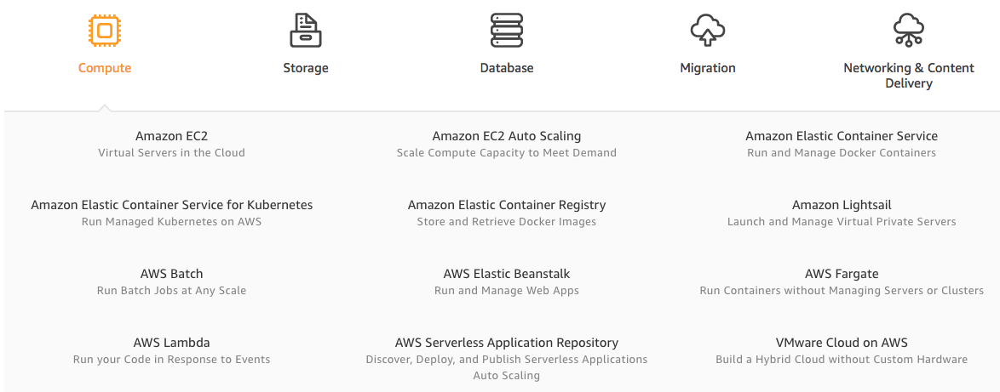 Compute
Storage
Database
Migration
Networking & Content
Delivery
Amazon EC2
Virtual Servers in the Cloud
Amazon EC2 Auto Scaling
Scale Compute Capacity to Meet Demand
Amazon Elastic Container Service
Run and Manage Docker Containers
Amazon Elastic Container Service for Kubernetes
Run Managed Kubernetes on AWS
Amazon Elastic Container Registry
Store and Retrieve Docker Images
Amazon Lightsail
Launch and Manage Virtual Private Servers
AWS Batch
Run Batch Jobs at Any Scale
AWS Elastic Beanstalk
Run and Manage Web Apps
AWS Fargate
Run Containers without Managing Servers or Clusters
AWS Lambda
Run your Code in Response to Events
AWS Serverless Application Repository
Discover, Deploy, and Publish Serverless Applications
Auto Scaling
VMware Cloud on AWS
Build a Hybrid Cloud without Custom Hardware